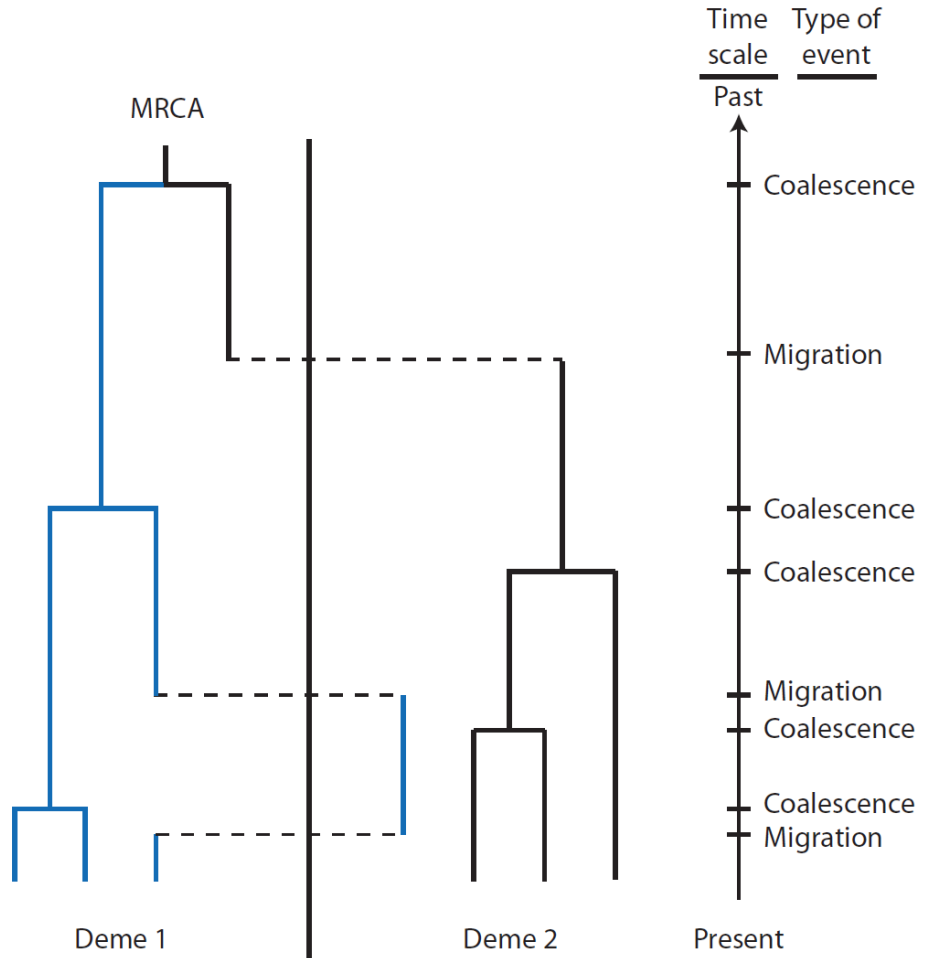 Time
scale
Type of
event
Past
MRCA
Coalescence
Migration
Coalescence
Coalescence
Migration
Coalescence
Coalescence
Migration
Deme 1
Deme 2
Present